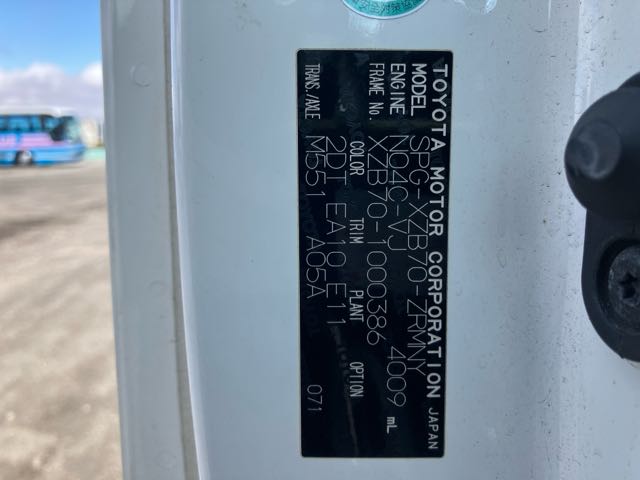 TOYOTA MOTOR CORPORATION JAPAN
MODEL SPG-XZB70-ZRMNY
ENGINE N04C-VJ 4009 mL
FRAME No. XZB70-1000386
COLOR TRIM PLANT OPTION
2DT EA10 E11
TRANS./AXLE M551 A05A 071